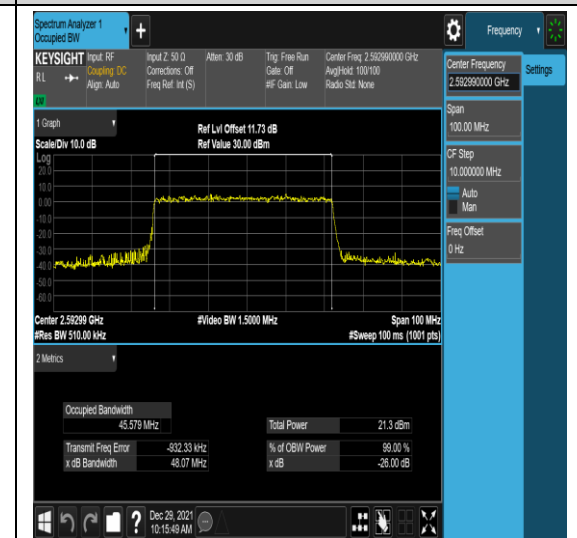 Spectrum Analyzer 1
Occupied BW
+
Frequency
KEYSIGHT
Input: RF
Input Z: 50 Ω
Atten: 30 dB
Trig: Free Run
Center Freq: 2.592990000 GHz
RL
Coupling: DC
Corrections: Off
Gate: Off
Avg|Hold: 100/100
Align: Auto
Freq Ref: Int (S)
#IF Gain: Low
Radio Std: None
Center Frequency
2.592990000 GHz
Settings
Span
100.00 MHz
CF Step
10.000000 MHz
Auto
Man
Freq Offset
0 Hz
1 Graph
Ref Lvl Offset 11.73 dB
Scale/Div 10.0 dB
Ref Value 30.00 dBm
Log
20.0
10.0
0.00
-10.0
-20.0
-30.0
-40.0
-50.0
-60.0
Center 2.59299 GHz
#Video BW 1.5000 MHz
Span 100 MHz
#Res BW 510.00 kHz
#Sweep 100 ms (1001 pts)
2 Metrics
Occupied Bandwidth
45.579 MHz
Total Power
21.3 dBm
Transmit Freq Error
-932.33 kHz
% of OBW Power
99.00 %
x dB Bandwidth
48.07 MHz
x dB
-26.00 dB
?
Dec 29, 2021
10:15:49 AM